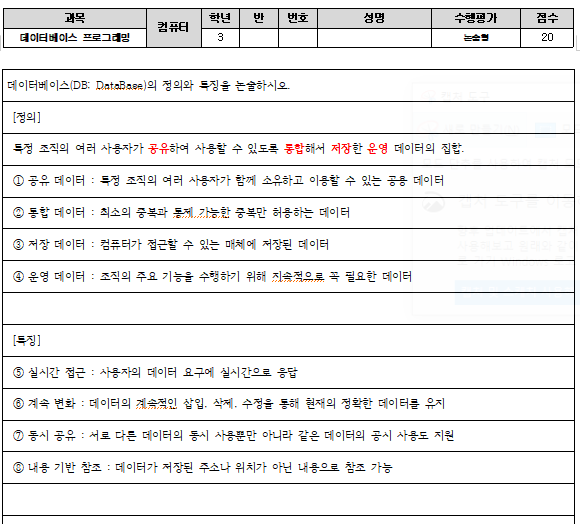 과목 컴퓨터 학년 반 번호 성명 수행평가 점수
데이터베이스 프로그래밍 3 논술형 20
데이터베이스(DB: DataBase)의 정의와 특징을 논술하시오.
[정의]
특정 조직의 여러 사용자가 공유하여 사용할 수 있도록 통합해서 저장한 운영 데이터의 집합.
① 공유 데이터 : 특정 조직의 여러 사용자가 함께 소유하고 이용할 수 있는 공용 데이터
② 통합 데이터 : 최소의 중복과 통제 가능한 중복만 허용하는 데이터
③ 저장 데이터 : 컴퓨터가 접근할 수 있는 매체에 저장된 데이터
④ 운영 데이터 : 조직의 주요 기능을 수행하기 위해 지속적으로 꼭 필요한 데이터
[특징]
⑤ 실시간 접근 : 사용자의 데이터 요구에 실시간으로 응답
⑥ 계속 변화 : 데이터의 계속적인 삽입, 삭제, 수정을 통해 현재의 정확한 데이터를 유지
⑦ 동시 공유 : 서로 다른 데이터의 동시 사용뿐만 아니라 같은 데이터의 공시 사용도 지원
⑧ 내용 기반 참조 : 데이터가 저장된 주소나 위치가 아닌 내용으로 참조 가능